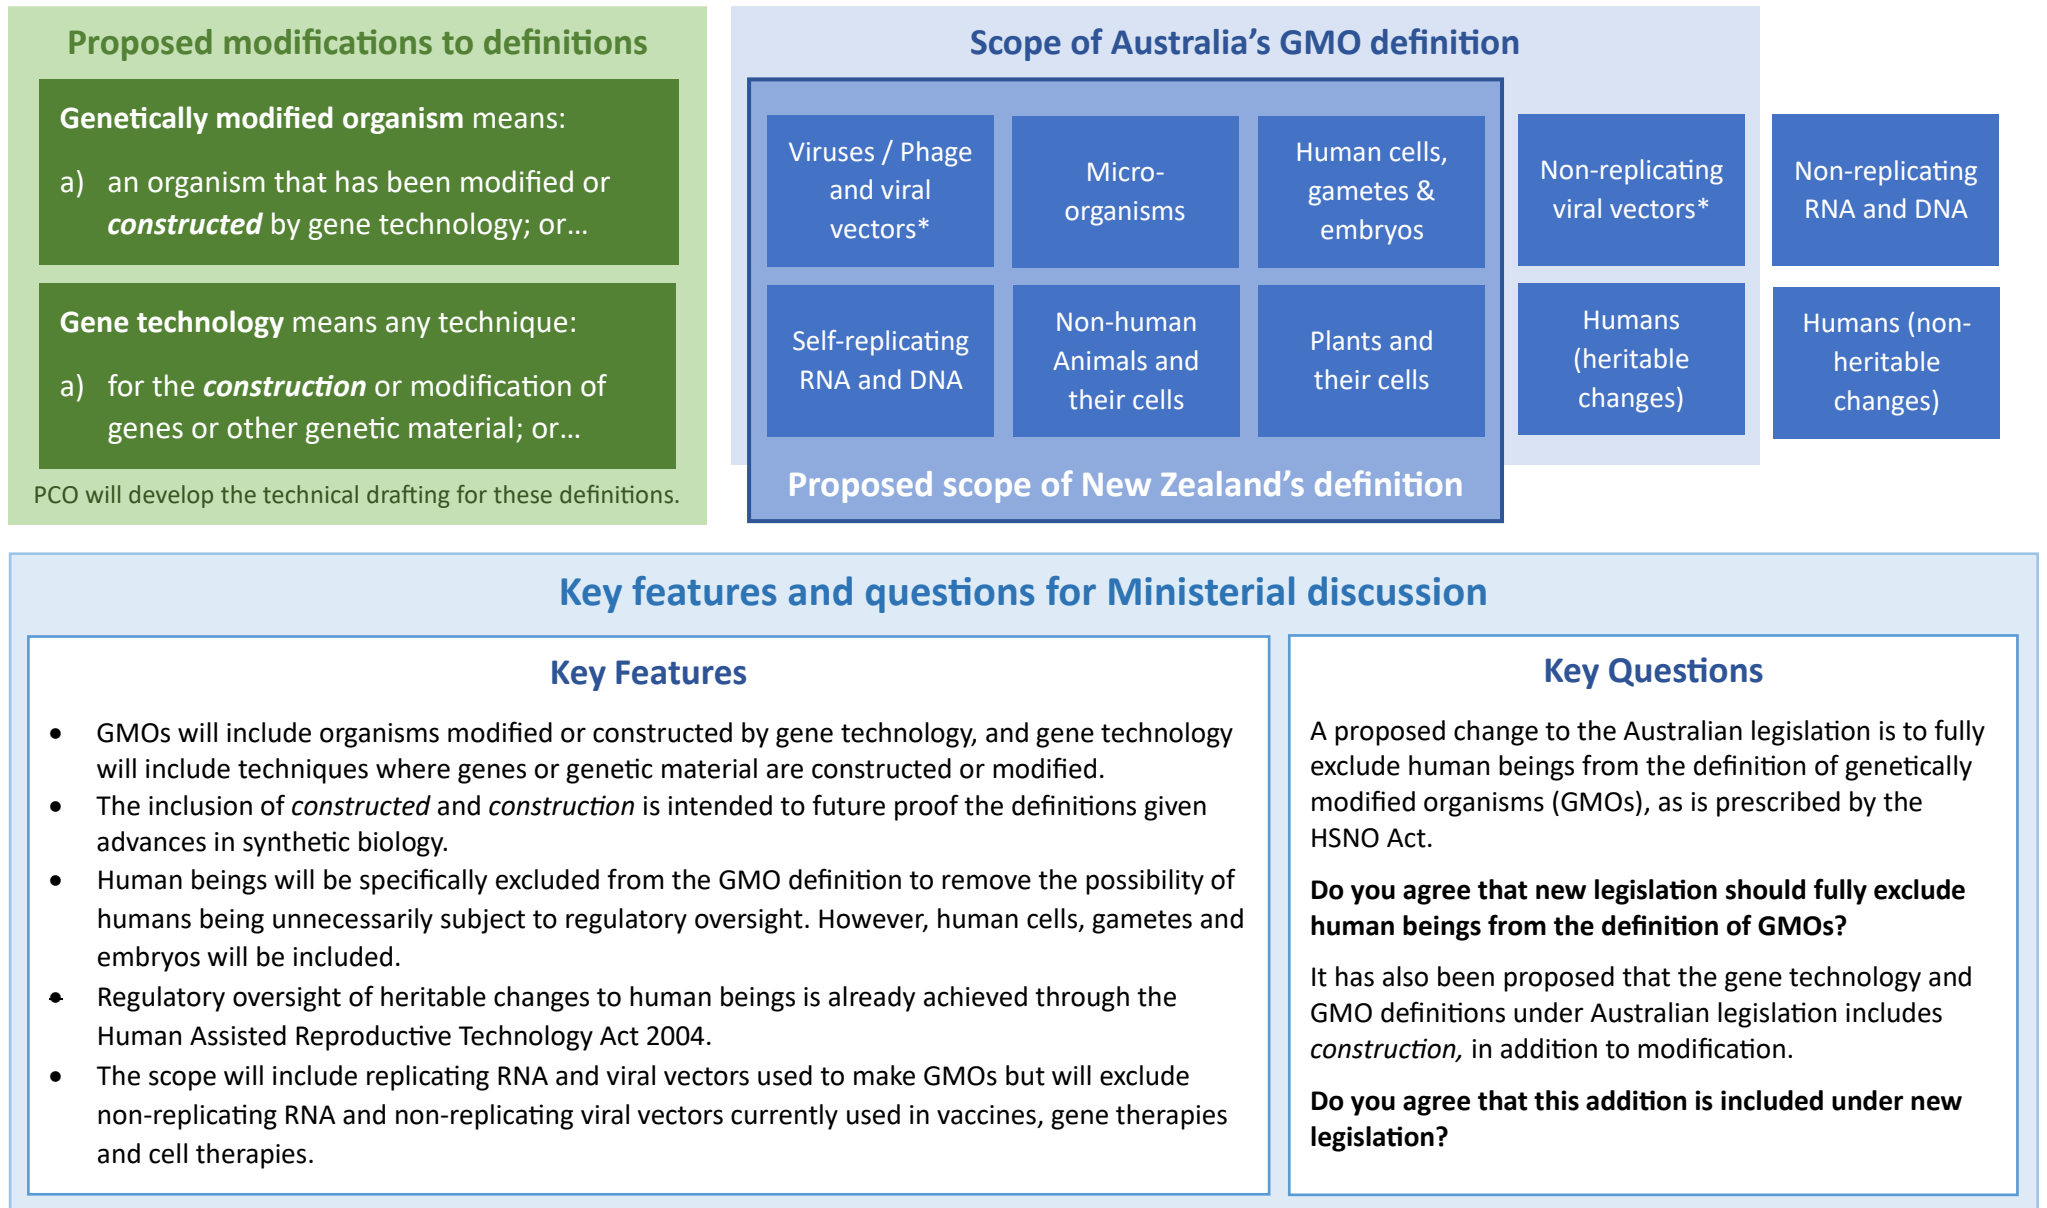 Proposed modifications to definitions
Genetically modified organism means:
a) an organism that has been modified or
constructed by gene technology; or...
Gene technology means any technique:
a) for the construction or modification of
genes or other genetic material; or...
PCO will develop the technical drafting for these definitions.
Scope of Australia's GMO definition
Viruses / Phage
and viral
vectors*
Micro-
organisms
Human cells,
gametes &
embryos
Non-replicating
viral vectors*
Non-replicating
RNA and DNA
Self-replicating
RNA and DNA
Non-human
Animals and
their cells
Plants and
their cells
Humans
(heritable
changes)
Humans (non-
heritable
changes)
Proposed scope of New Zealand's definition
Key features and questions for Ministerial discussion
Key Features
• GMOs will include organisms modified or constructed by gene technology, and gene technology
will include techniques where genes or genetic material are constructed or modified.
• The inclusion of constructed and construction is intended to future proof the definitions given
advances in synthetic biology.
• Human beings will be specifically excluded from the GMO definition to remove the possibility of
humans being unnecessarily subject to regulatory oversight. However, human cells, gametes and
embryos will be included.
• Regulatory oversight of heritable changes to human beings is already achieved through the
Human Assisted Reproductive Technology Act 2004.
• The scope will include replicating RNA and viral vectors used to make GMOs but will exclude
non-replicating RNA and non-replicating viral vectors currently used in vaccines, gene therapies
and cell therapies.
Key Questions
A proposed change to the Australian legislation is to fully
exclude human beings from the definition of genetically
modified organisms (GMOs), as is prescribed by the
HSNO Act.
Do you agree that new legislation should fully exclude
human beings from the definition of GMOs?
It has also been proposed that the gene technology and
GMO definitions under Australian legislation includes
construction, in addition to modification.
Do you agree that this addition is included under new
legislation?